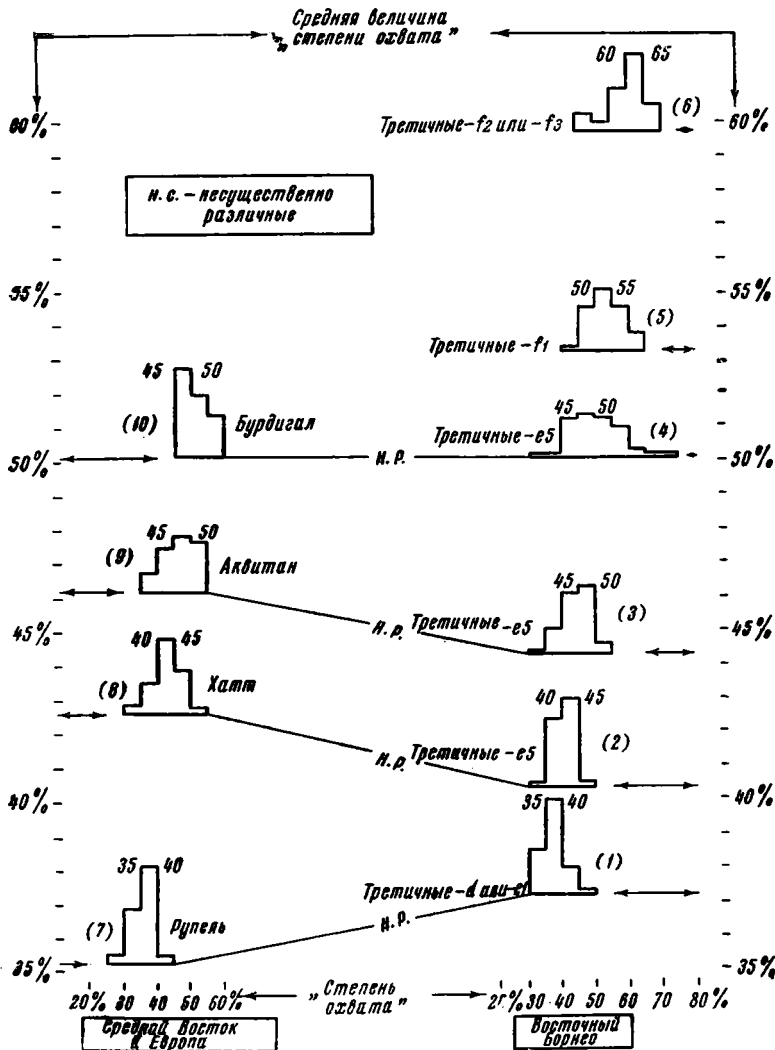 Средняя величина
„степени охвата”
60 65
(6)
Третичные-f2 или -f3
60%
60%
н.с. – несущественно
различные
55%
55%
50 55
(5)
Третичные -f1
45 50
(10)
Бурдигал
45 50
(4)
Третичные-е5
Н.Р.
50%
50%
45 50
(9)
Аквитан
45 50
(3)
Н.Р. Третичные -е5
45%
45%
40 45
(8)
Хатт
40 45
(2)
Н.Р. Третичные -е5
40%
40%
35 40
(1)
Третичные-d или-e1
35 40
(7)
Рупель
Н.Р.
35%
35%
20% 30 40 50 60%
„Степень
охвата”
20% 30 40 50 60 70 80%
Средний Восток
и Европа
Восточный
Борнео